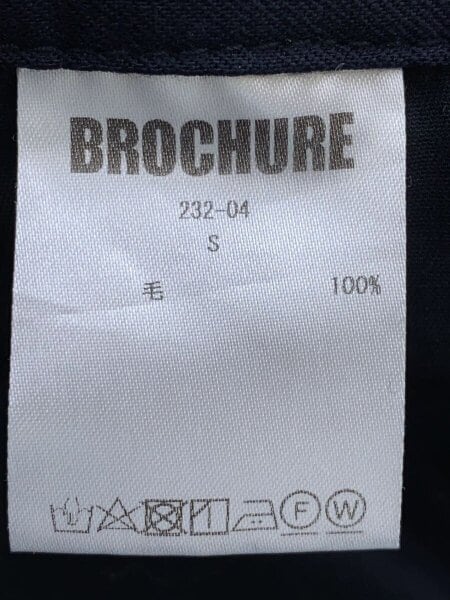 BROCHURE
232-04
S
毛 100%
F W